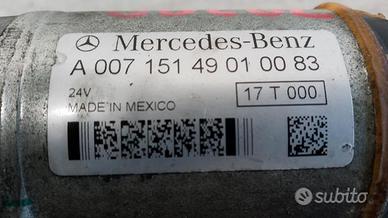 Mercedes-Benz
A 007 151 49 01 00 83
24V
17 T 000
MADE IN MEXICO
subito